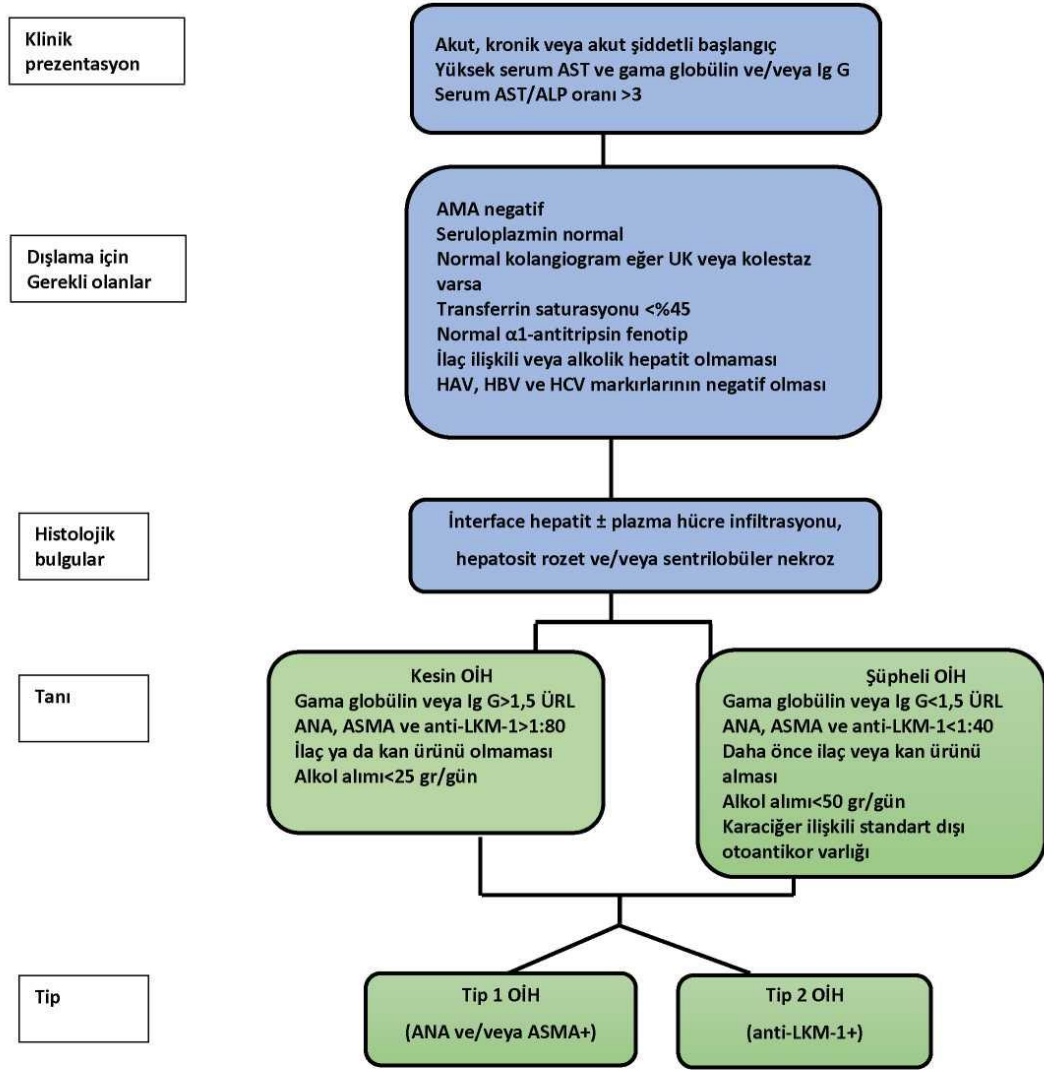 Klinik
prezentasyon
Akut, kronik veya akut şiddetli başlangıç
Yüksek serum AST ve gama globülin ve/veya Ig G
Serum AST/ALP oranı >3
Dışlama için
Gerekli olanlar
AMA negatif
Seruloplazmin normal
Normal kolangiogram eğer UK veya kolestaz
varsa
Transferrin saturasyonu <%45
Normal α1-antitripsin fenotip
İlaç ilişkili veya alkolik hepatit olmaması
HAV, HBV ve HCV markırlarının negatif olması
Histolojik
bulgular
İnterface hepatit ± plazma hücre infiltrasyonu,
hepatosit rozet ve/veya sentrilobüler nekroz
Tanı
Kesin OİH
Gama globülin veya Ig G>1,5 ÜRL
ANA, ASMA ve anti-LKM-1>1:80
İlaç ya da kan ürünü olmaması
Alkol alımı<25 gr/gün
Şüpheli OİH
Gama globülin veya Ig G<1,5 ÜRL
ANA, ASMA ve anti-LKM-1<1:40
Daha önce ilaç veya kan ürünü
alması
Alkol alımı<50 gr/gün
Karaciğer ilişkili standart dışı
otoantikor varlığı
Tip
Tip 1 OİH
(ANA ve/veya ASMA+)
Tip 2 OİH
(anti-LKM-1+)